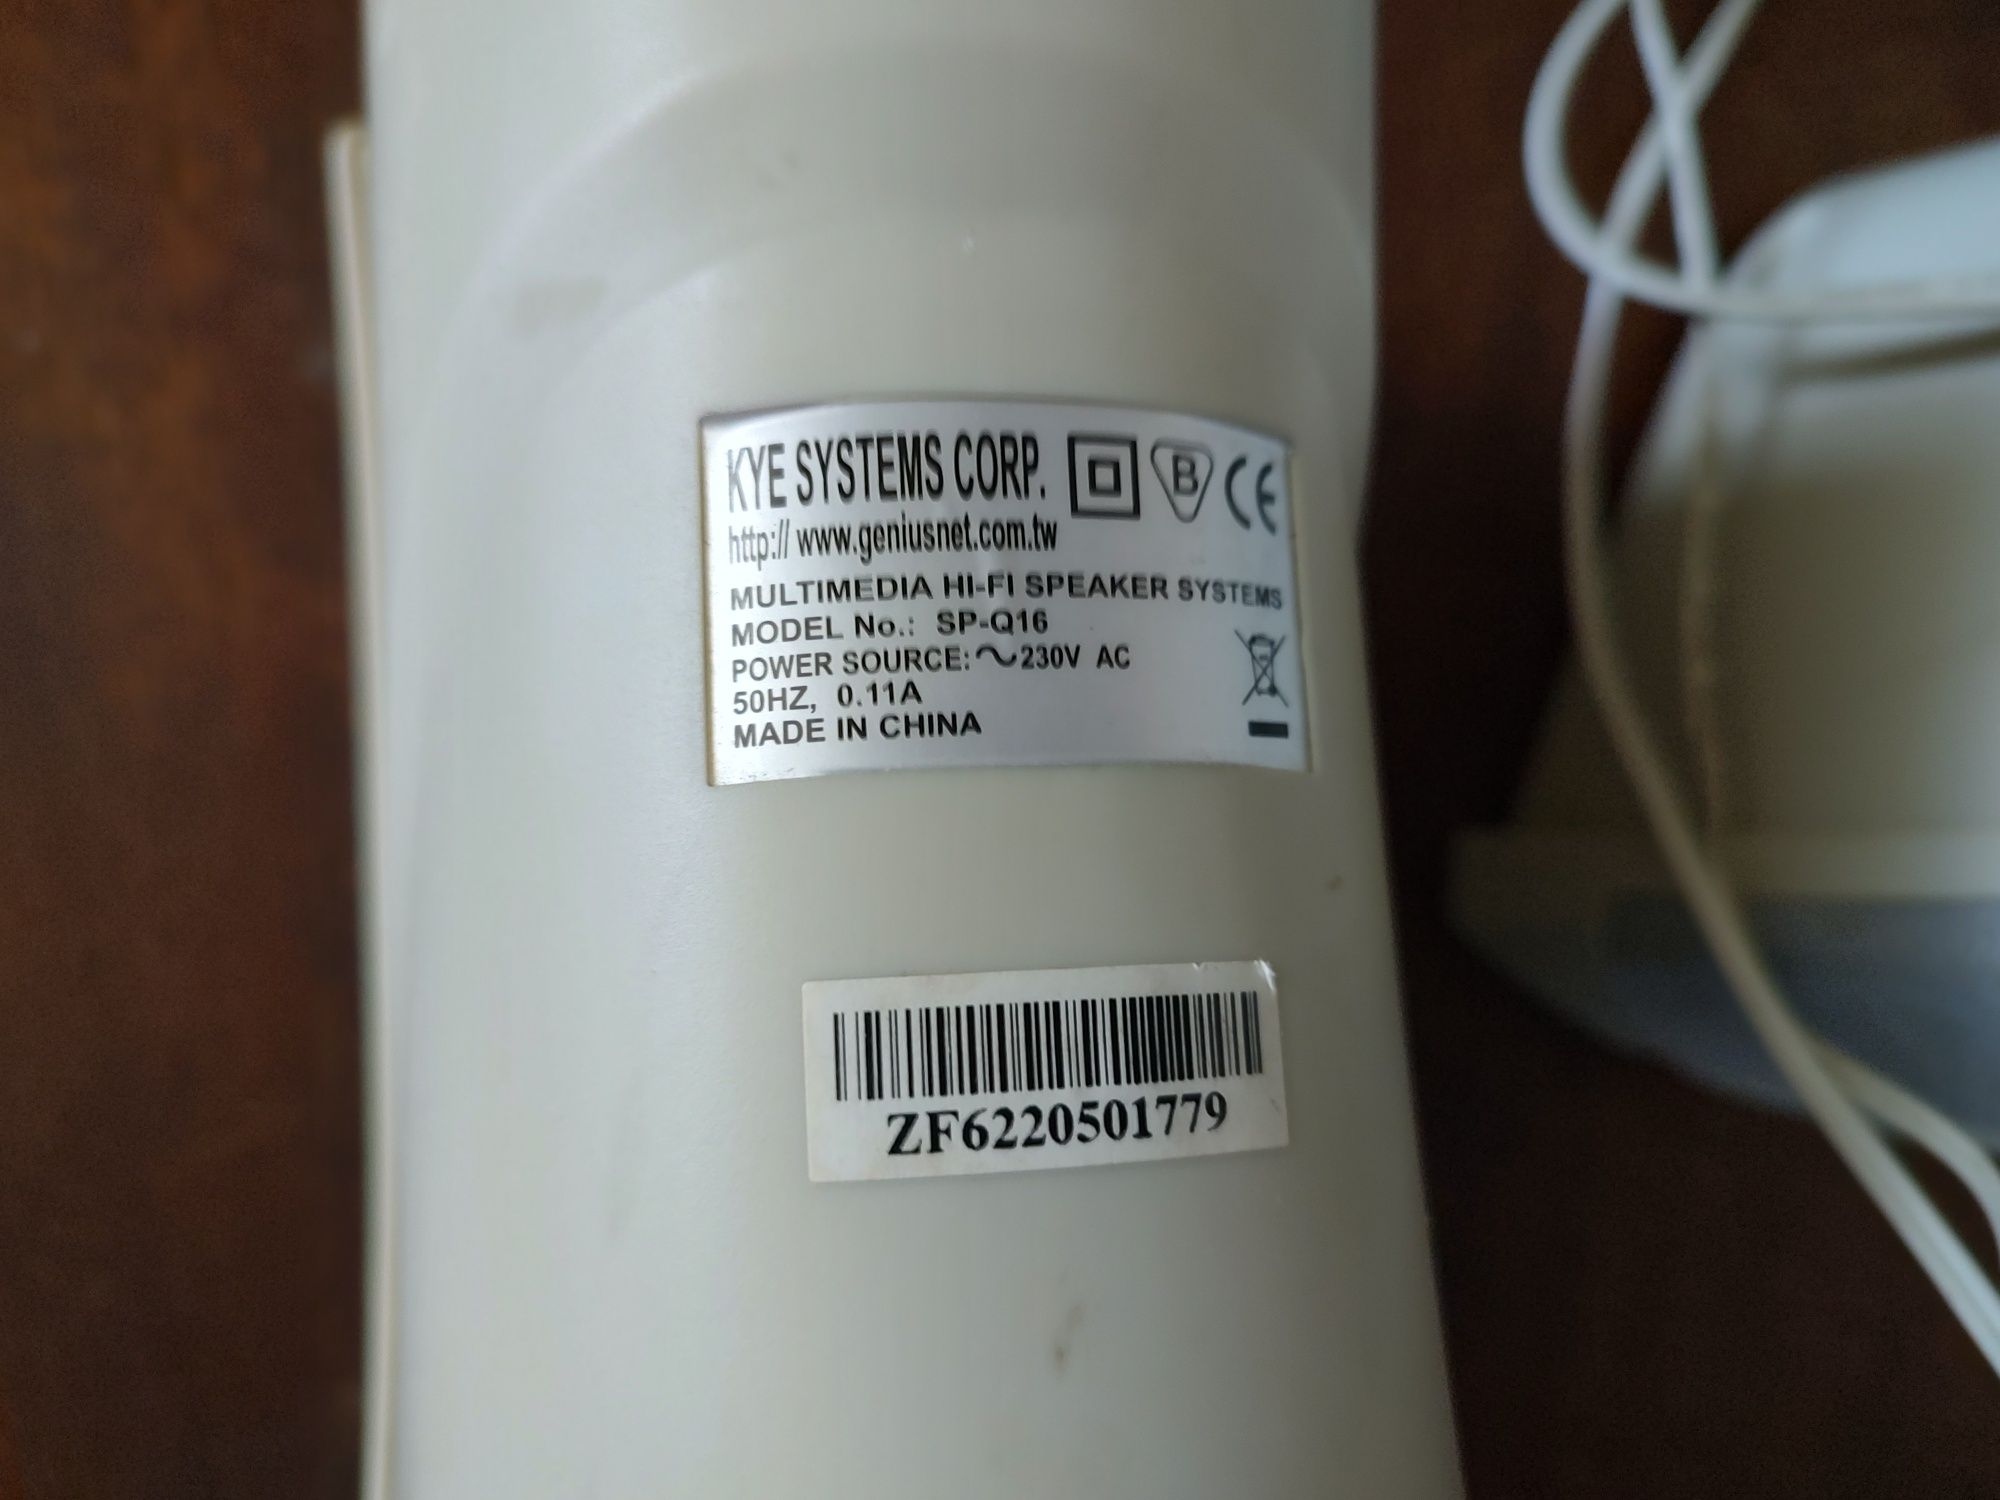 KYE SYSTEMS CORP. B CE
http:// www.geniusnet.com.tw
MULTIMEDIA HI-FI SPEAKER SYSTEMS
MODEL No.: SP-Q16
POWER SOURCE:~230V AC
50HZ, 0.11A
MADE IN CHINA
ZF6220501779